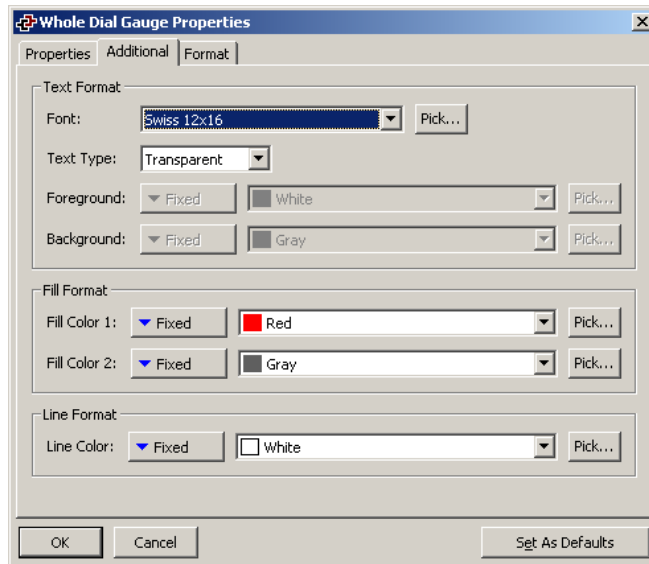 Whole Dial Gauge Properties
Properties Additional Format
Text Format
Font: Swiss 12x16 Pick...
Text Type: Transparent
Foreground: Fixed White Pick...
Background: Fixed Gray Pick...
Fill Format
Fill Color 1: Fixed Red Pick...
Fill Color 2: Fixed Gray Pick...
Line Format
Line Color: Fixed White Pick...
OK Cancel Set As Defaults